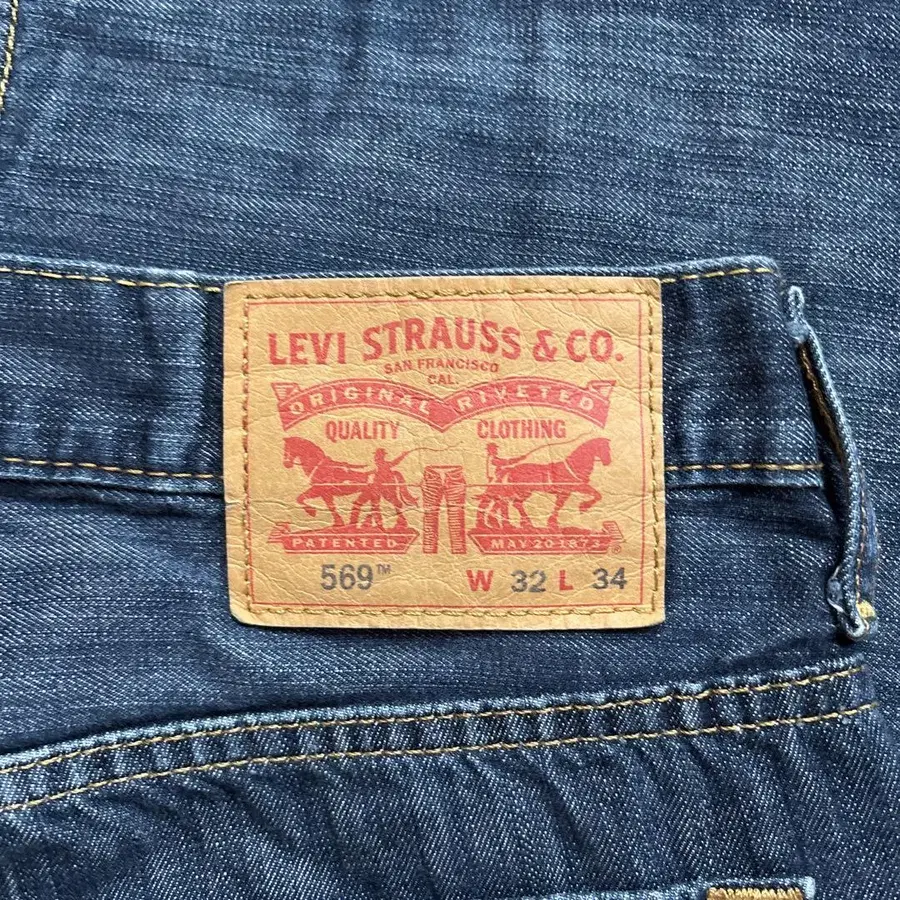 LEVI STRAUSS & CO.
SAN FRANCISCO
CAL.
ORIGINAL RIVETED
QUALITY CLOTHING
PATENTED MAY 20 1873 ®
569™ W 32 L 34